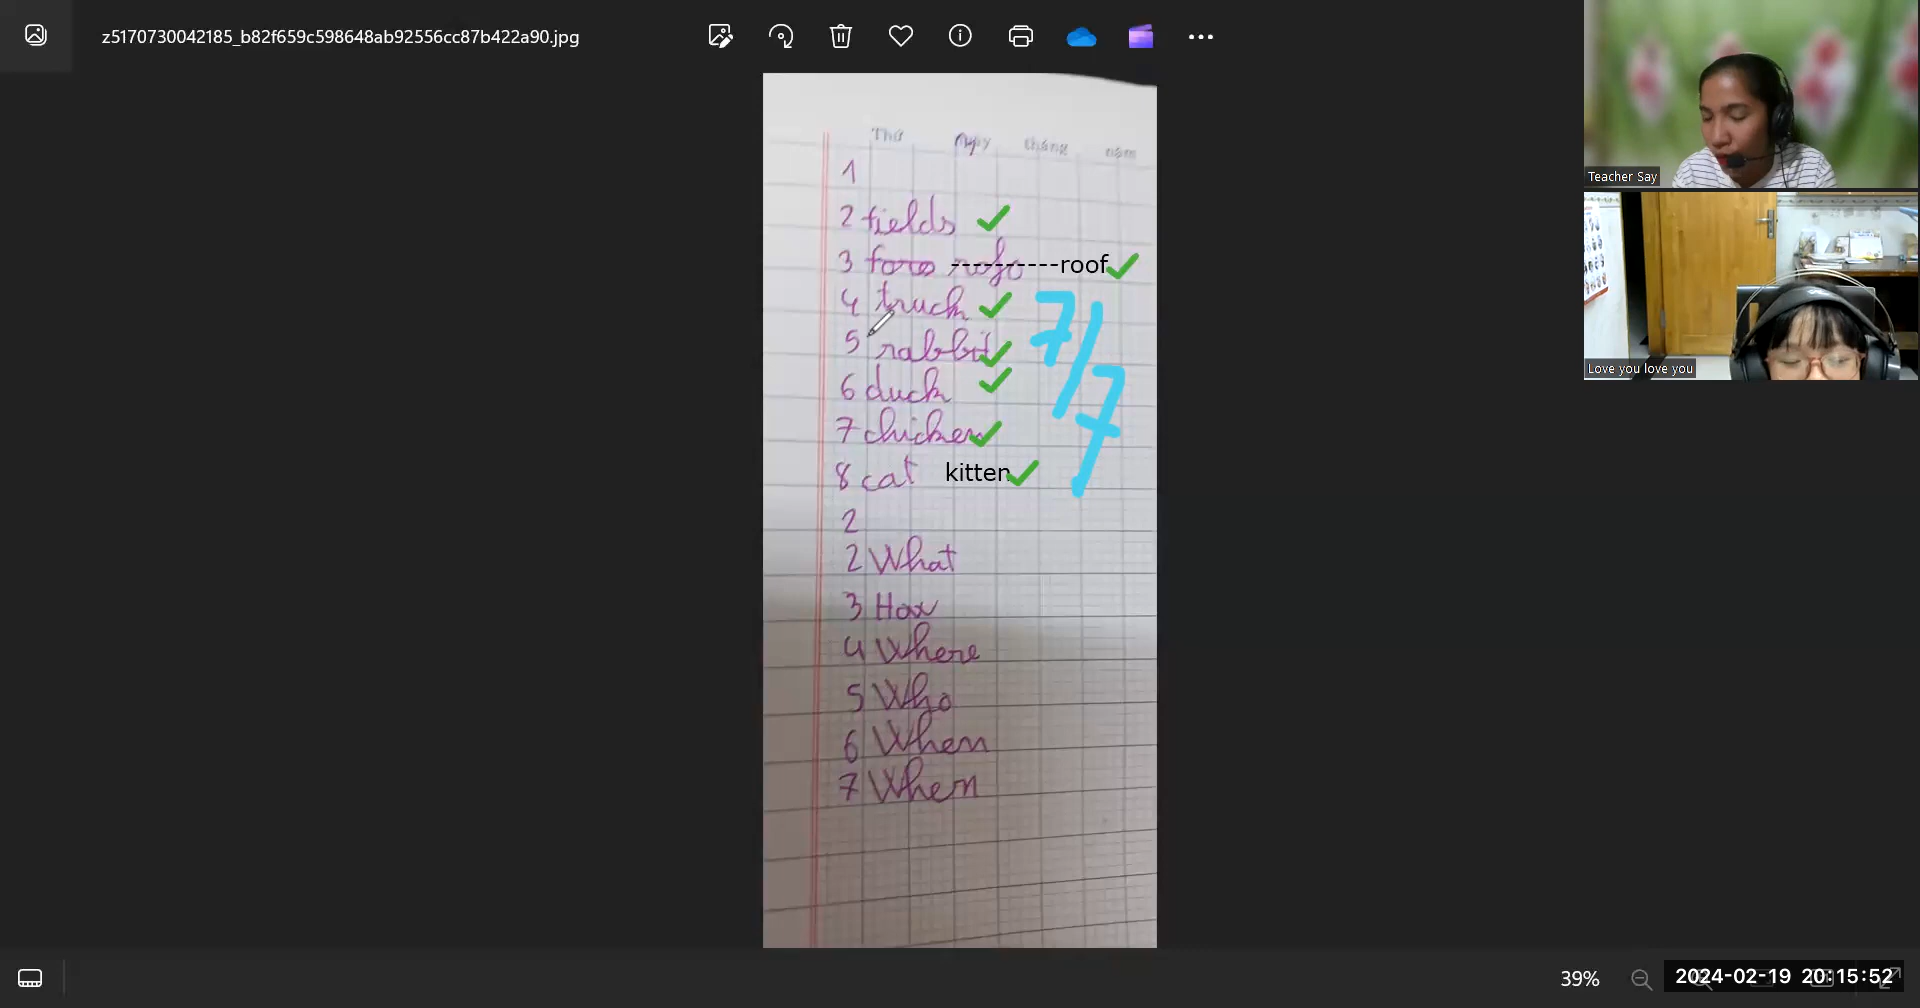 z5170730042185_b82f659c598648ab92556cc87b422a90.jpg
Teacher Say
Love you love you
Thứ Ngày tháng năm
1
2 fields
3 roof
4 truck
5 rabbit
6 duck
7 chicken
8 cat kitten
7/7
2
2 What
3 How
4 Where
5 Who
6 When
7 When
39%
2024-02-19 20:15:52